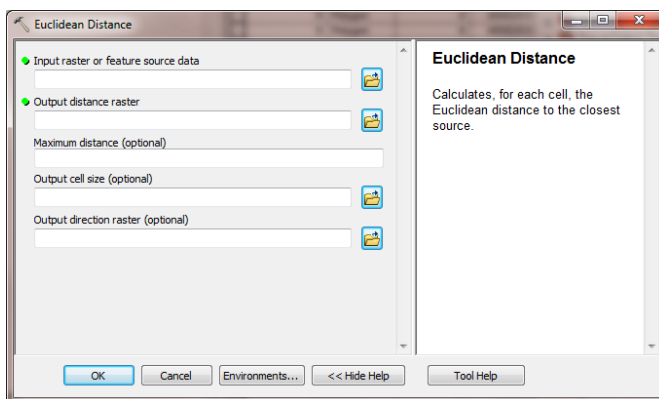 Euclidean Distance
Input raster or feature source data
Output distance raster
Maximum distance (optional)
Output cell size (optional)
Output direction raster (optional)
Euclidean Distance
Calculates, for each cell, the
Euclidean distance to the closest
source.
OK
Cancel
Environments...
<< Hide Help
Tool Help